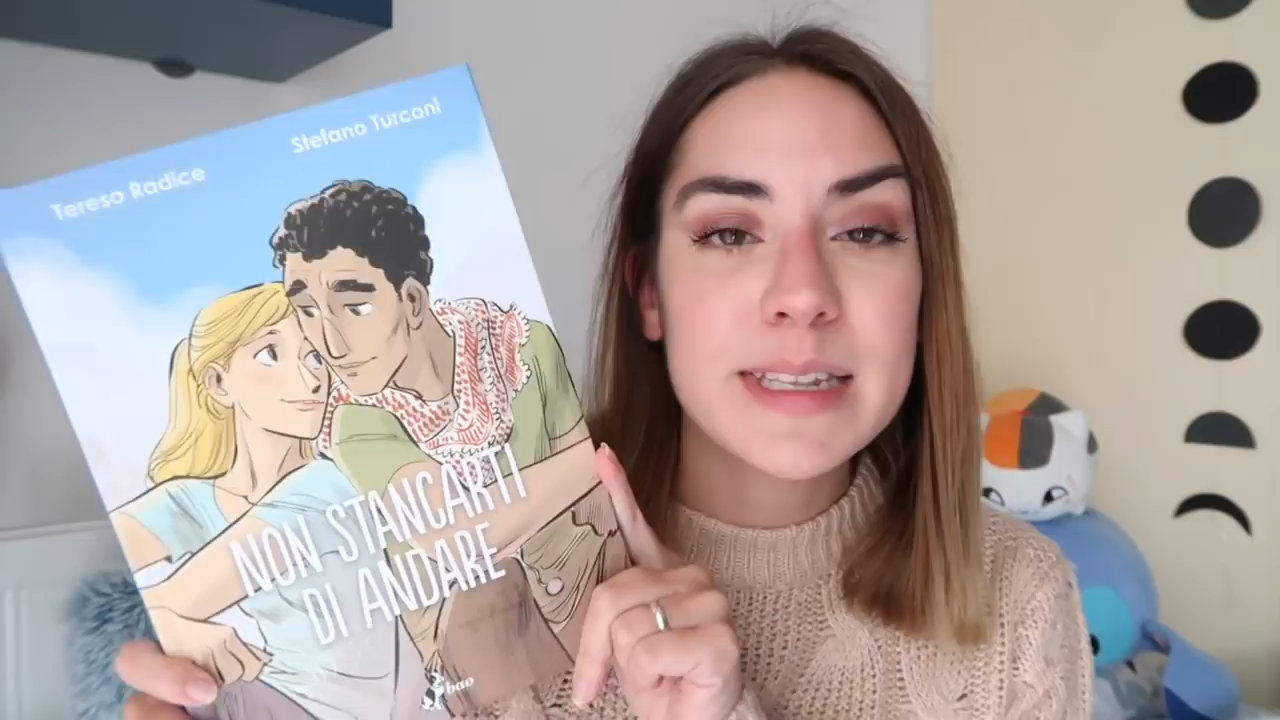 Teresa Radice
Stefano Turconi
NON STANCARTI
DI ANDARE
bao